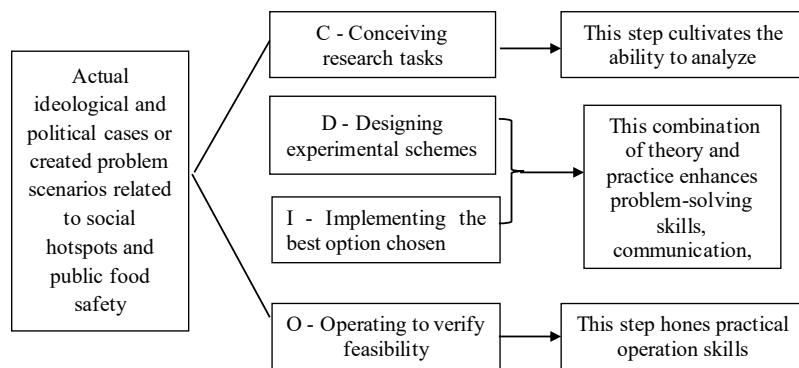 Actual
ideological and
political cases or
created problem
scenarios related
to social
hotspots and
public food
safety
C - Conceiving
research tasks
This step cultivates the
ability to analyze
D - Designing
experimental schemes
I - Implementing the
best option chosen
This combination
of theory and
practice enhances
problem-solving
skills,
communication,
O - Operating to verify
feasibility
This step hones practical
operation skills